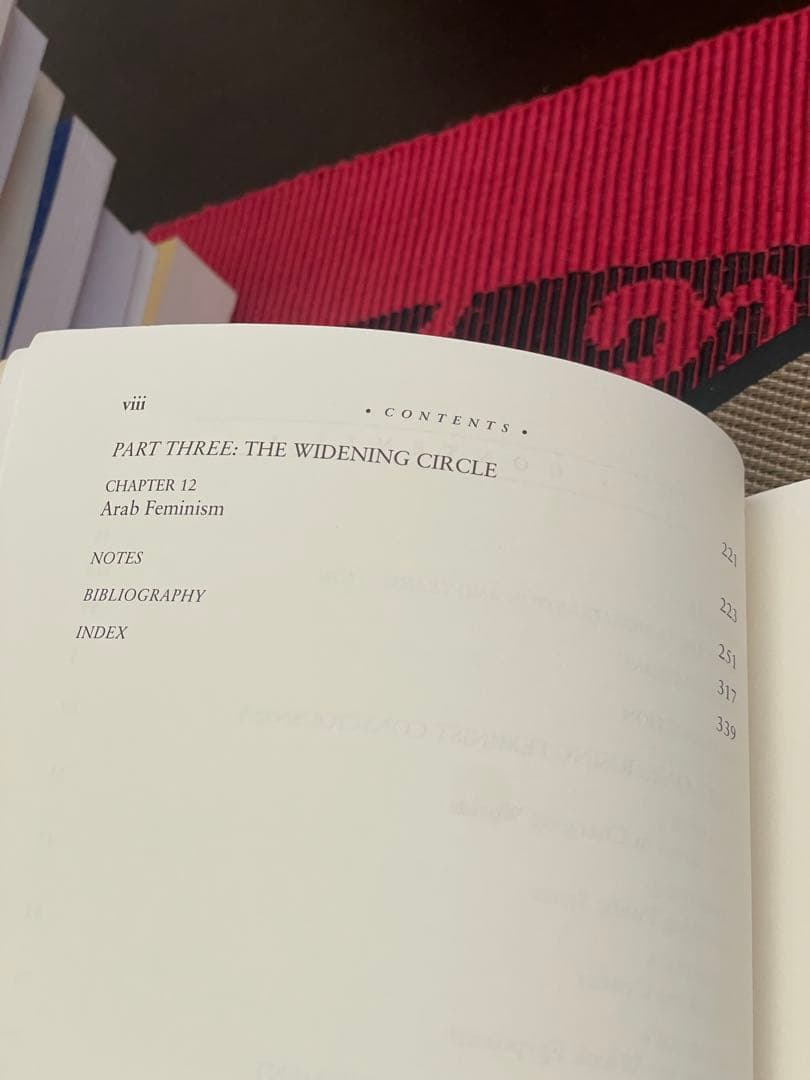 viii
• CONTENTS •
PART THREE: THE WIDENING CIRCLE 221
CHAPTER 12
Arab Feminism 223
NOTES 251
BIBLIOGRAPHY 317
INDEX 339